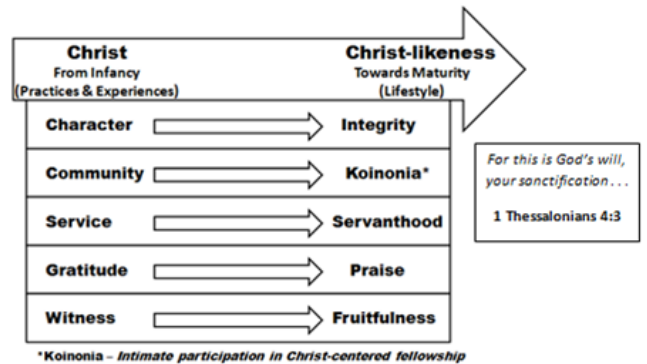 Christ Christ-likeness
From Infancy Towards Maturity
(Practices & Experiences) (Lifestyle)
Character Integrity
Community Koinonia*
Service Servanthood
Gratitude Praise
Witness Fruitfulness
For this is God's will,
your sanctification . . .
1 Thessalonians 4:3
*Koinonia – Intimate participation in Christ-centered fellowship